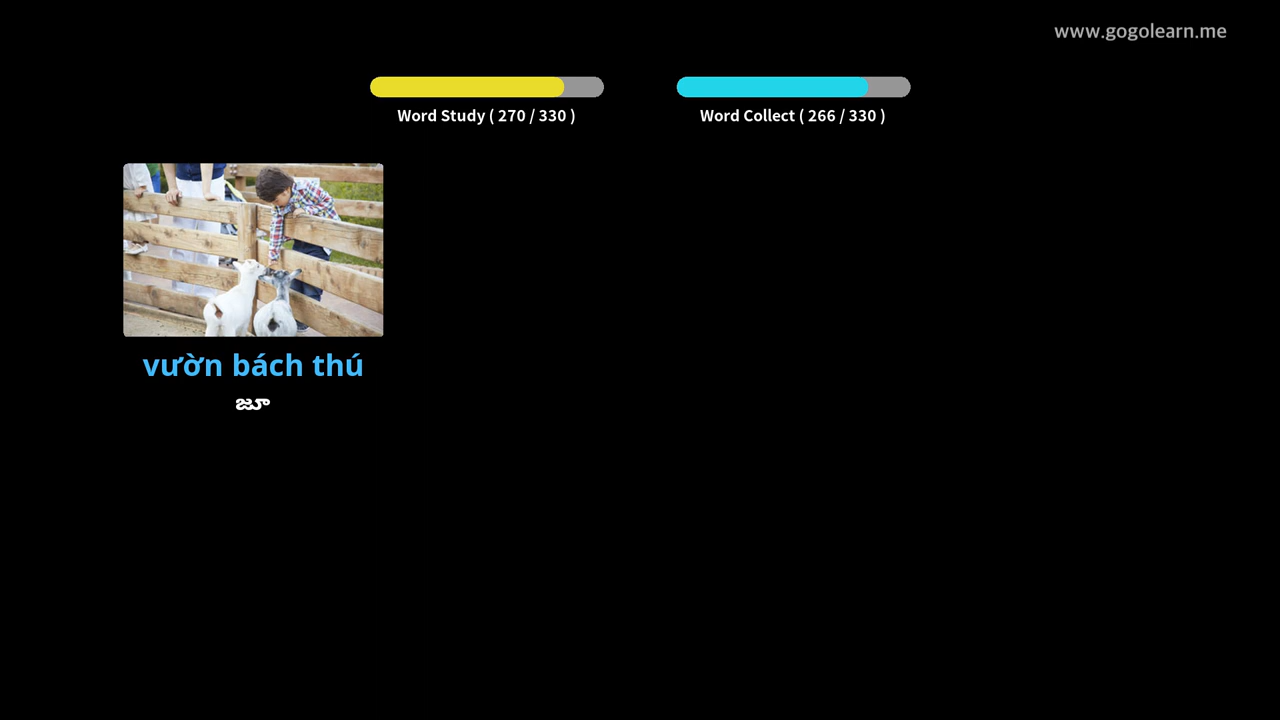 www.gogolearn.me
Word Study ( 270 / 330 )
Word Collect ( 266 / 330 )
vườn bách thú
జూ